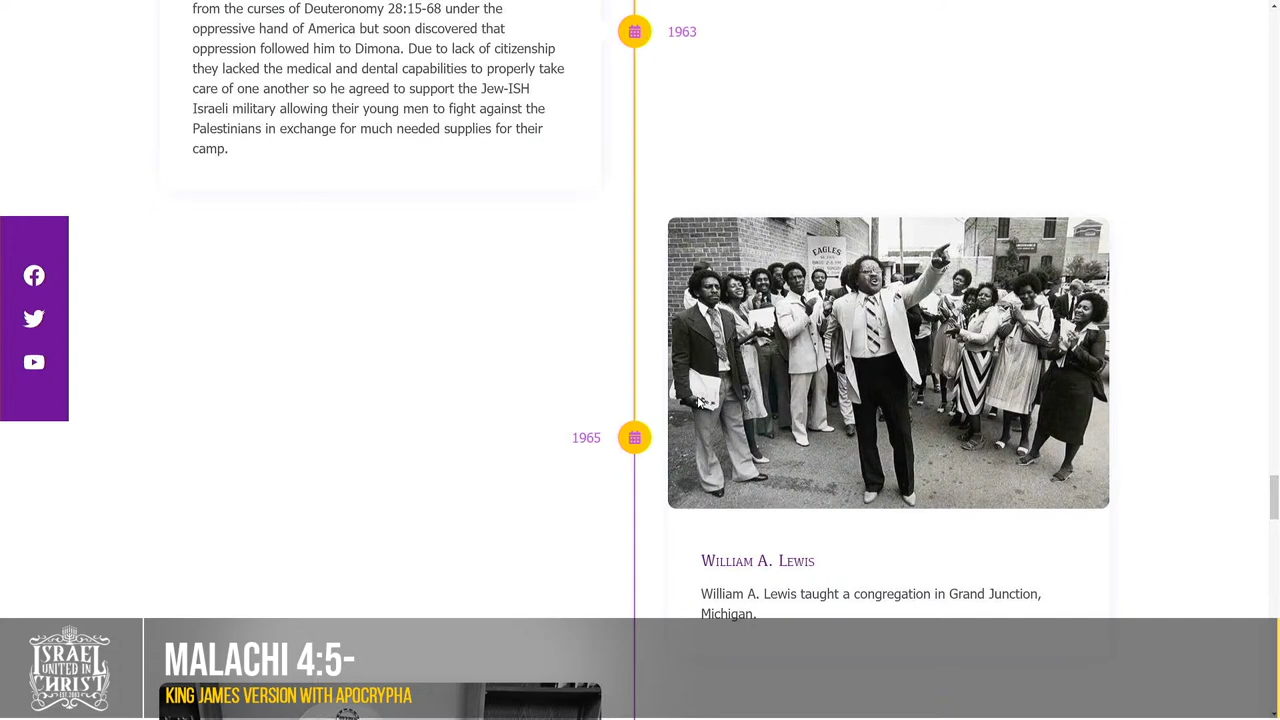 from the curses of Deuteronomy 28:15-68 under the
oppressive hand of America but soon discovered that
oppression followed him to Dimona. Due to lack of citizenship
they lacked the medical and dental capabilities to properly take
care of one another so he agreed to support the Jew-ISH
Israeli military allowing their young men to fight against the
Palestinians in exchange for much needed supplies for their
camp.
1963
EAGLES
1965
William A. Lewis
William A. Lewis taught a congregation in Grand Junction,
Michigan.
ISRAEL
UNITED IN
CHRIST
MALACHI 4:5-
KING JAMES VERSION WITH APOCRYPHA